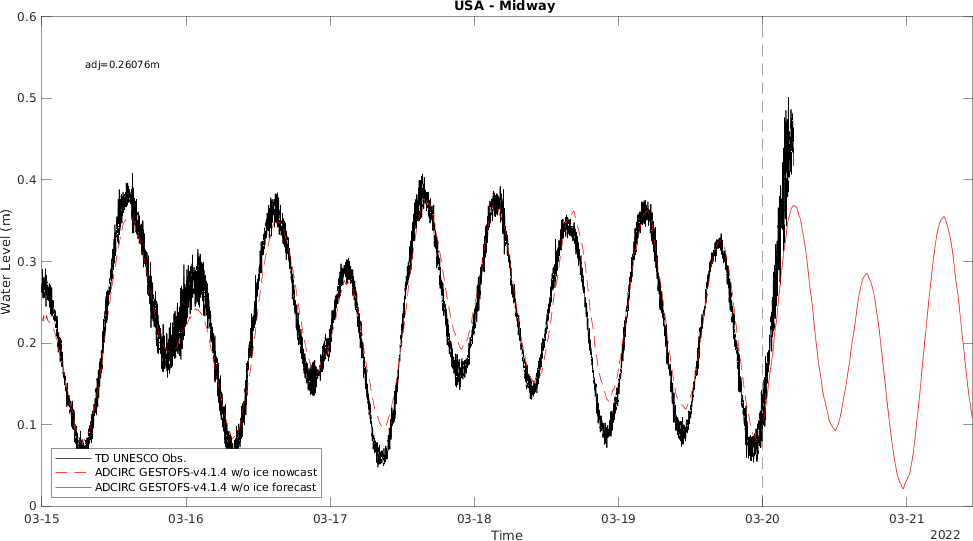 USA - Midway
0.6
adj=0.26076m
0.5
0.4
0.3
0.2
0.1
0
Water Level (m)
TD UNESCO Obs.
ADCIRC GESTOFS-v4.1.4 w/o ice nowcast
ADCIRC GESTOFS-v4.1.4 w/o ice forecast
03-15 03-16 03-17 03-18 03-19 03-20 03-21
Time
2022